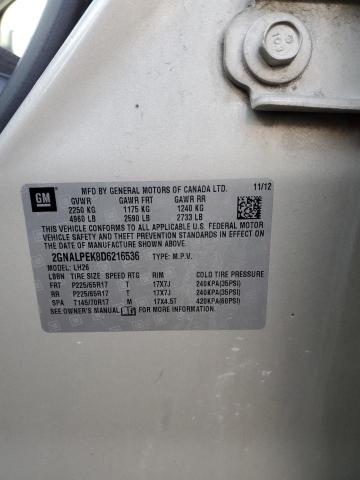 GM
MFD BY GENERAL MOTORS OF CANADA LTD. 11/12
GVWR GAWR FRT GAWR RR
2250 KG 1175 KG 1240 KG
4960 LB 2590 LB 2733 LB
THIS VEHICLE CONFORMS TO ALL APPLICABLE U.S. FEDERAL MOTOR
VEHICLE SAFETY AND THEFT PREVENTION STANDARDS IN EFFECT
ON THE DATE OF MANUFACTURE SHOWN ABOVE.
2GNALPEK8D6216536 TYPE: M.P.V.
MODEL: LH26
LBBN TIRE SIZE SPEED RTG RIM COLD TIRE PRESSURE
FRT P225/65R17 T 17X7J 240KPA(35PSI)
RR P225/65R17 T 17X7J 240KPA(35PSI)
SPA T145/70R17 M 17X4.5T 420KPA(60PSI)
SEE OWNER'S MANUAL FOR MORE INFORMATION.